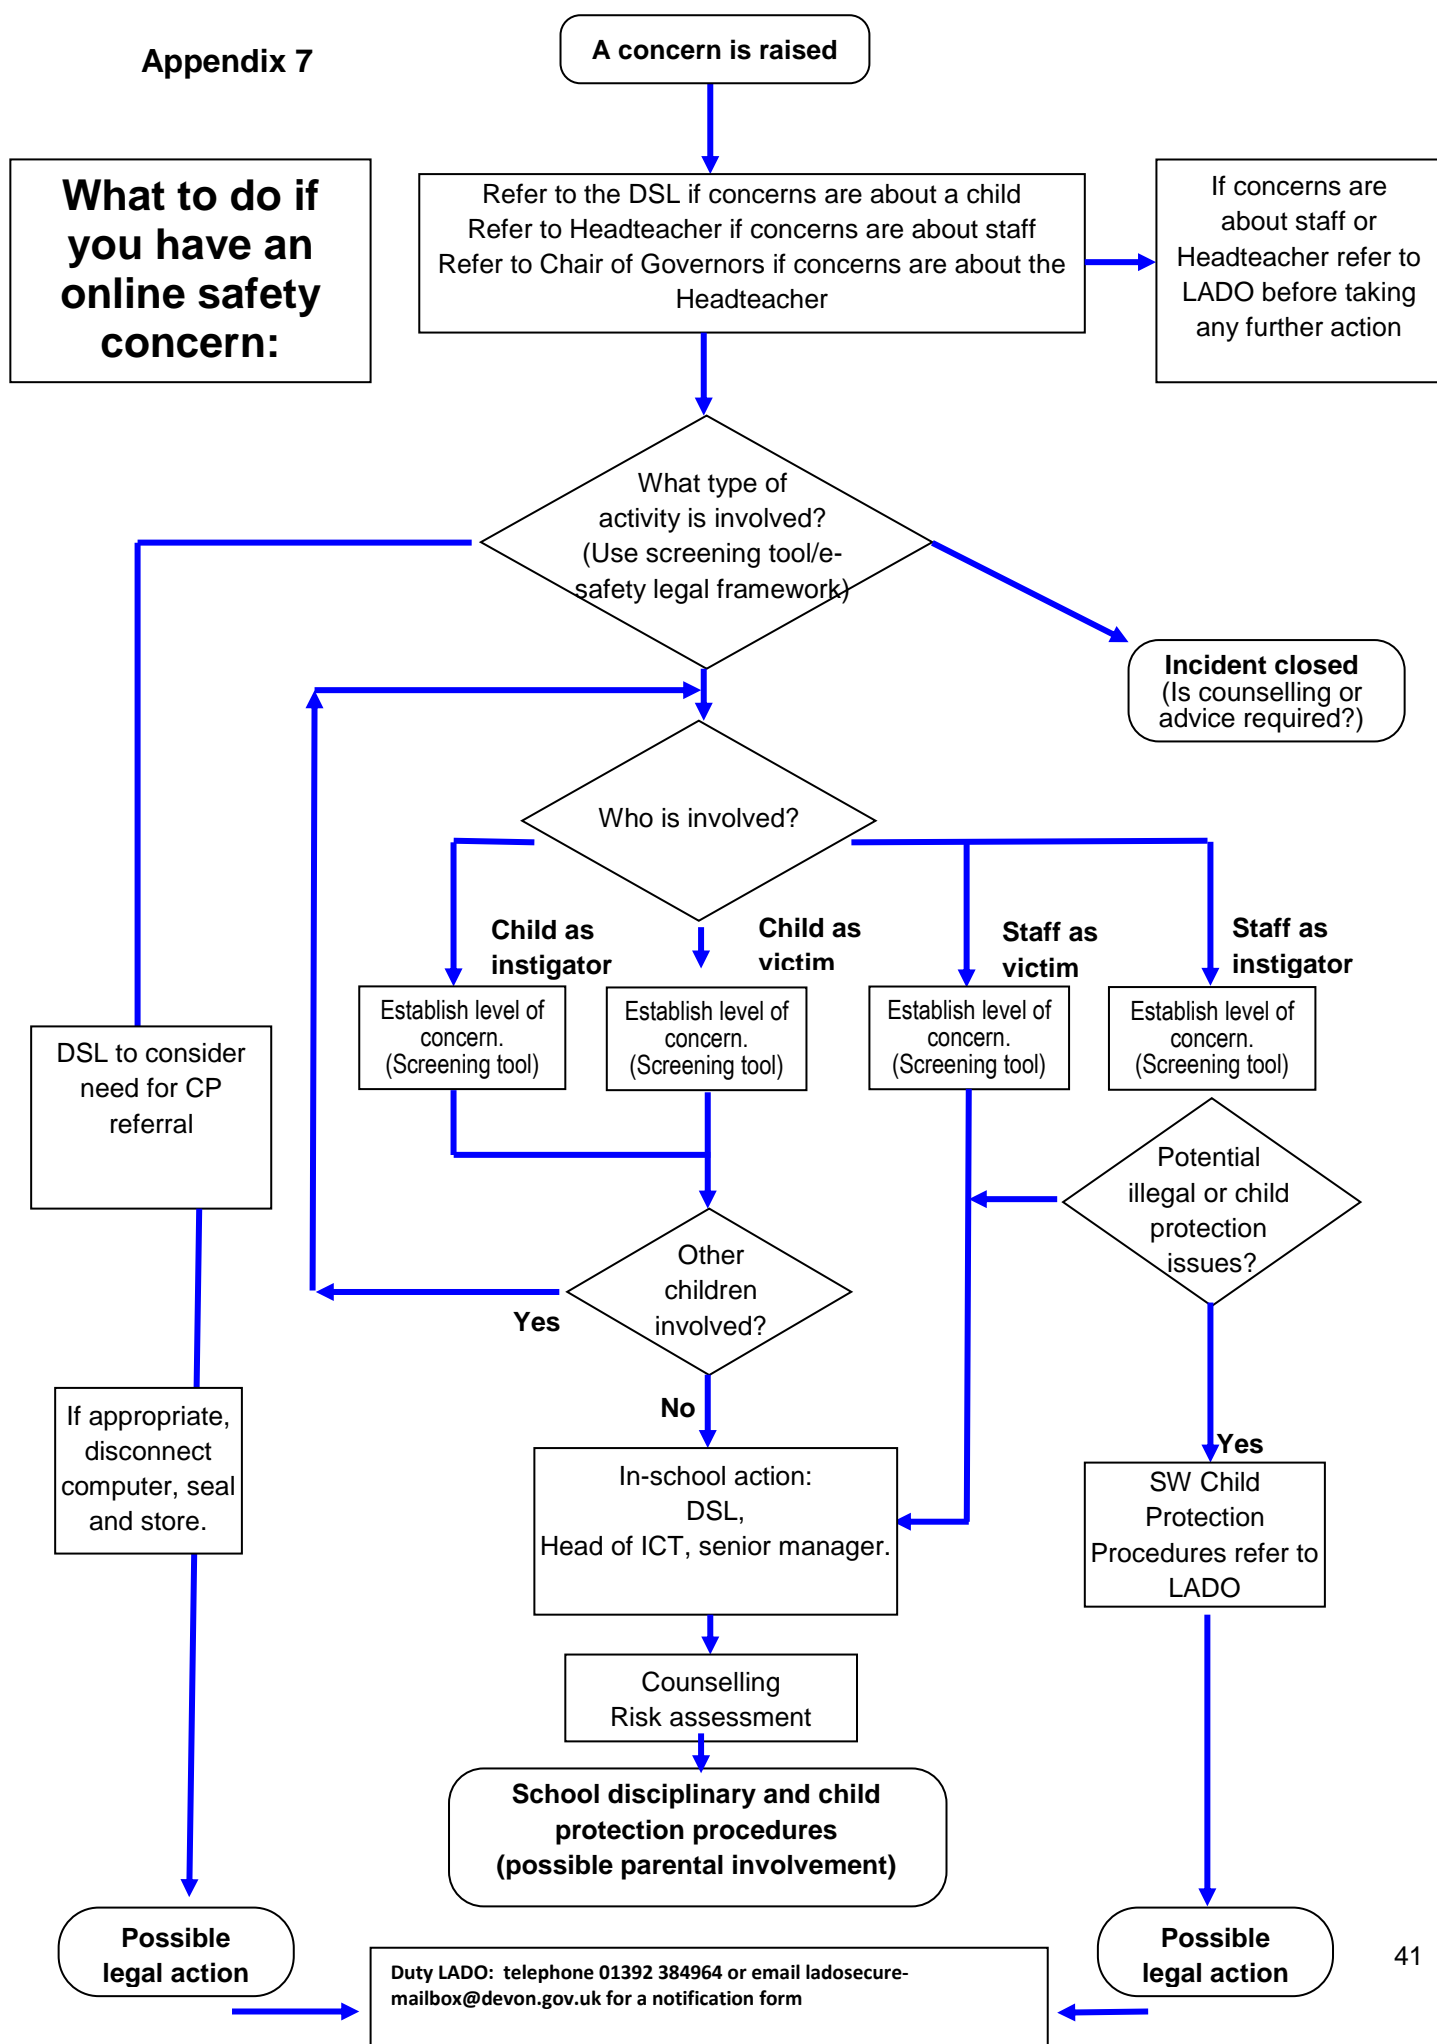 Appendix 7
A concern is raised
What to do if
you have an
online safety
concern:
Refer to the DSL if concerns are about a child
Refer to Headteacher if concerns are about staff
Refer to Chair of Governors if concerns are about the
Headteacher
If concerns are
about staff or
Headteacher refer to
LADO before taking
any further action
What type of
activity is involved?
(Use screening tool/e-
safety legal framework)
Incident closed
(Is counselling or
advice required?)
Who is involved?
Child as
instigator
Child as
victim
Staff as
victim
Staff as
instigator
Establish level of
concern.
(Screening tool)
Establish level of
concern.
(Screening tool)
Establish level of
concern.
(Screening tool)
Establish level of
concern.
(Screening tool)
DSL to consider
need for CP
referral
Potential
illegal or child
protection
issues?
Other
children
involved?
Yes
No
Yes
If appropriate,
disconnect
computer, seal
and store.
In-school action:
DSL,
Head of ICT, senior manager.
SW Child
Protection
Procedures refer to
LADO
Counselling
Risk assessment
School disciplinary and child
protection procedures
(possible parental involvement)
Possible
legal action
Possible
legal action
Duty LADO: telephone 01392 384964 or email ladosecure-
mailbox@devon.gov.uk for a notification form
41